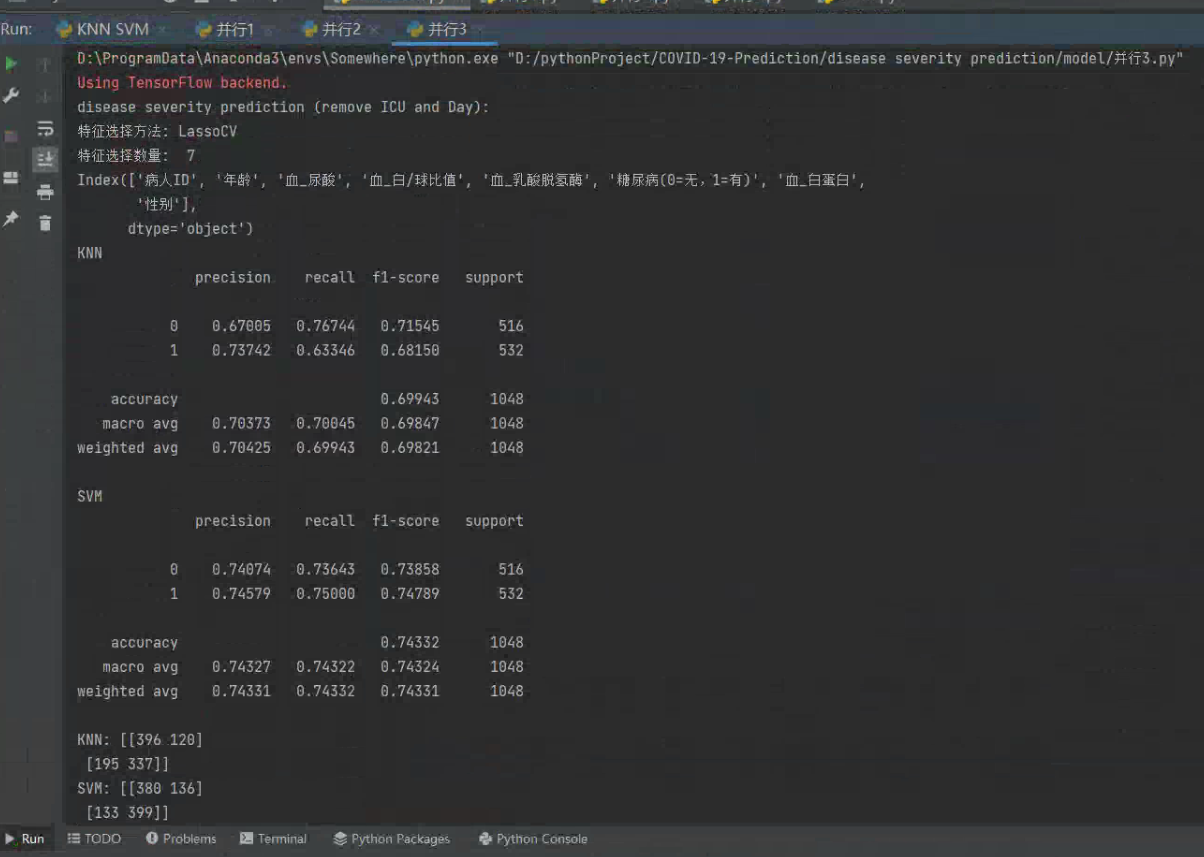 Run: KNN SVM 并行1 并行2 并行3
D:\ProgramData\Anaconda3\envs\Somewhere\python.exe "D:/pythonProject/COVID-19-Prediction/disease severity prediction/model/并行3.py"
Using TensorFlow backend.
disease severity prediction (remove ICU and Day):
特征选择方法: LassoCV
特征选择数量: 7
Index(['病人ID', '年龄', '血_尿酸', '血_白/球比值', '血_乳酸脱氢酶', '糖尿病(0=无，1=有)', '血_白蛋白',
'性别'],
dtype='object')
KNN
precision recall f1-score support
0 0.67005 0.76744 0.71545 516
1 0.73742 0.63346 0.68150 532
accuracy 0.69943 1048
macro avg 0.70373 0.70045 0.69847 1048
weighted avg 0.70425 0.69943 0.69821 1048
SVM
precision recall f1-score support
0 0.74074 0.73643 0.73858 516
1 0.74579 0.75000 0.74789 532
accuracy 0.74332 1048
macro avg 0.74327 0.74322 0.74324 1048
weighted avg 0.74331 0.74332 0.74331 1048
KNN: [[396 120]
[195 337]]
SVM: [[380 136]
[133 399]]
Run TODO Problems Terminal Python Packages Python Console